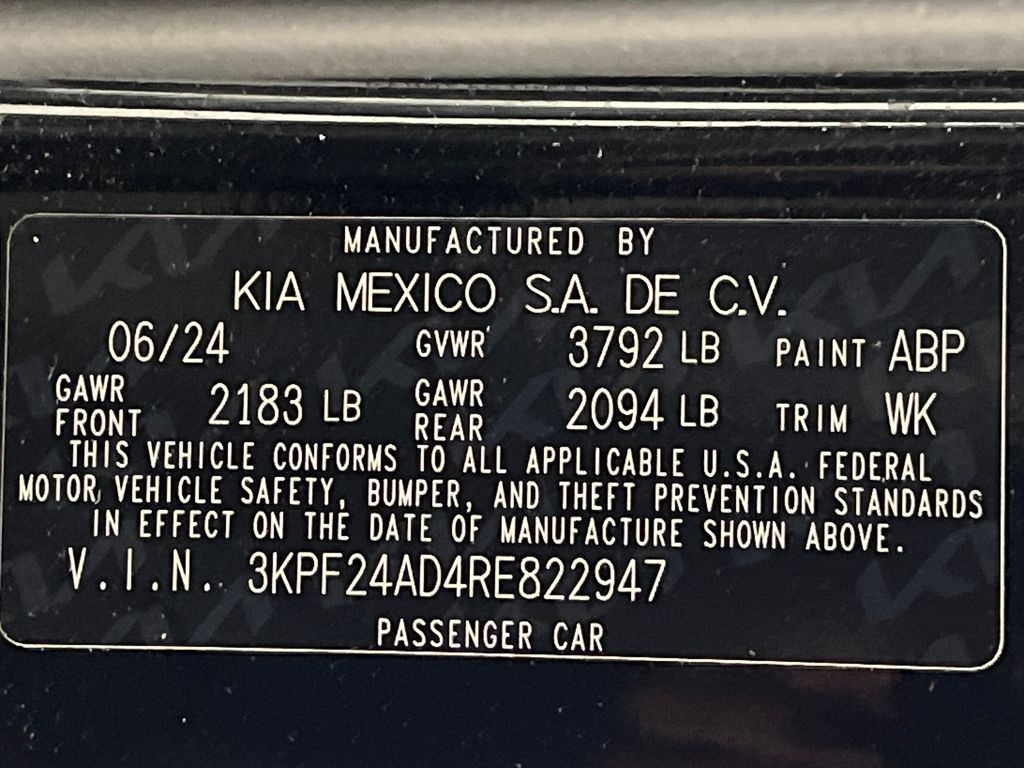 MANUFACTURED BY
KIA MEXICO S.A. DE C.V.
06/24 GVWR 3792 LB PAINT ABP
GAWR FRONT 2183 LB GAWR REAR 2094 LB TRIM WK
THIS VEHICLE CONFORMS TO ALL APPLICABLE U.S.A. FEDERAL
MOTOR VEHICLE SAFETY, BUMPER, AND THEFT PREVENTION STANDARDS
IN EFFECT ON THE DATE OF MANUFACTURE SHOWN ABOVE.
V.I.N. 3KPF24AD4RE822947
PASSENGER CAR